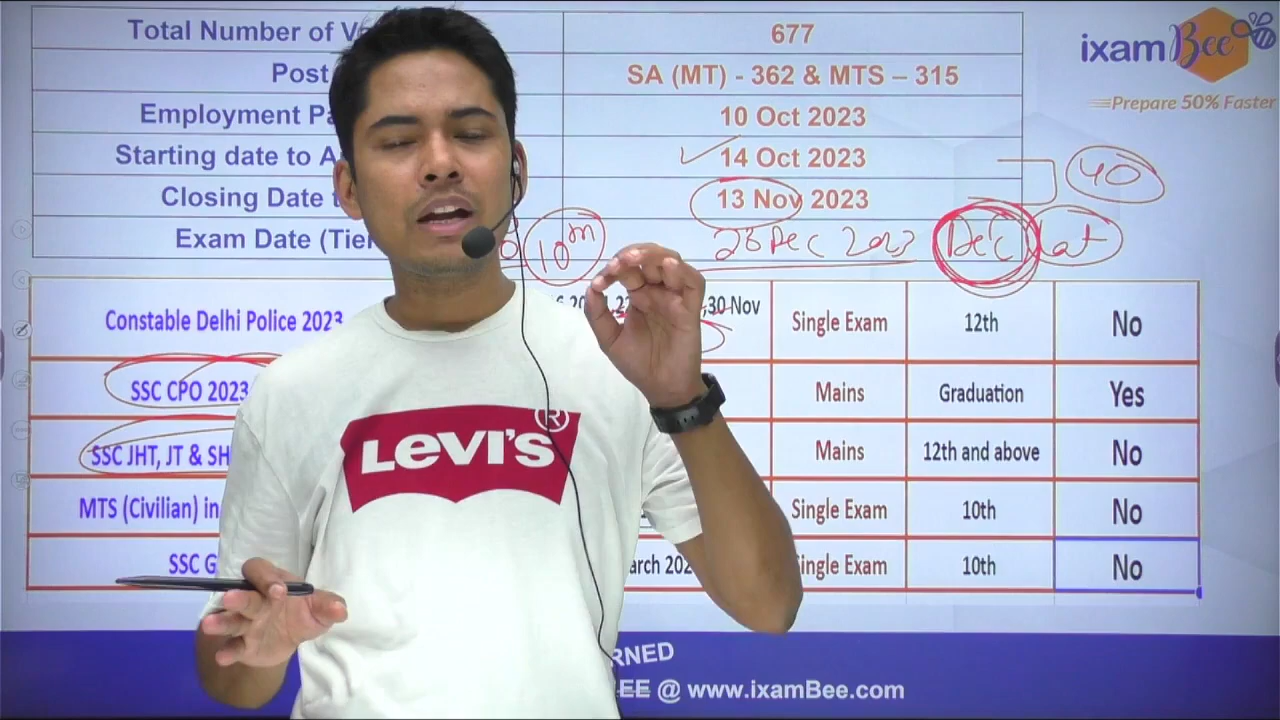 Total Number of V
677
Post
SA (MT) - 362 & MTS – 315
Employment Pa
10 Oct 2023
Starting date to A
14 Oct 2023
40
Closing Date
13 Nov 2023
Exam Date (Tier
10th
28 Dec 2023
Dec
Constable Delhi Police 2023
,30 Nov
Single Exam
12th
No
SSC CPO 2023
Mains
Graduation
Yes
SSC JHT, JT & SH
Mains
12th and above
No
MTS (Civilian) in
Single Exam
10th
No
SSC G
arch 202
Single Exam
10th
No
RNED
EE @ www.ixamBee.com
ixamBee
Prepare 50% Faster
LEVI'S
®